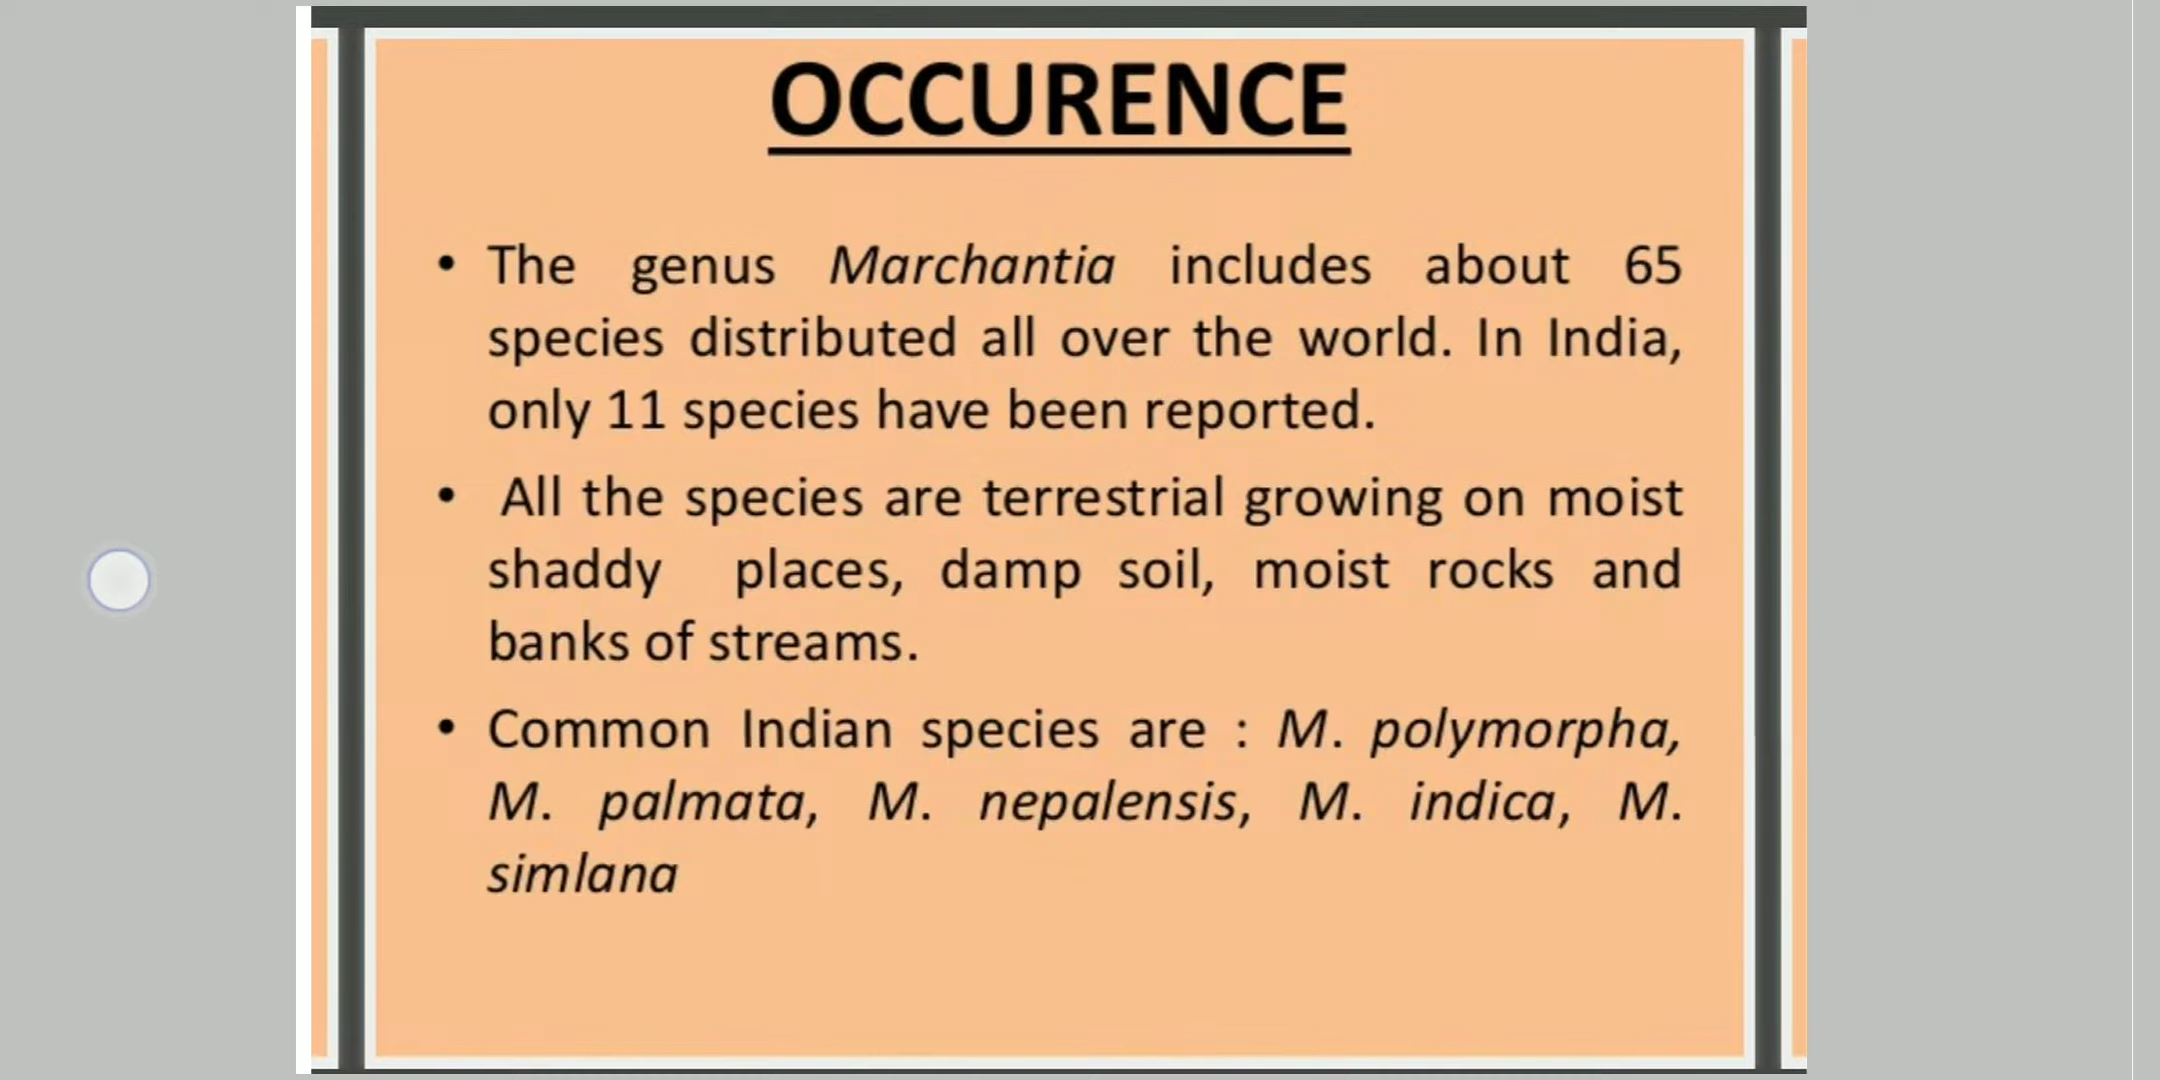 OCCURENCE
• The genus Marchantia includes about 65
species distributed all over the world. In India,
only 11 species have been reported.
• All the species are terrestrial growing on moist
shaddy places, damp soil, moist rocks and
banks of streams.
• Common Indian species are : M. polymorpha,
M. palmata, M. nepalensis, M. indica, M.
simlana